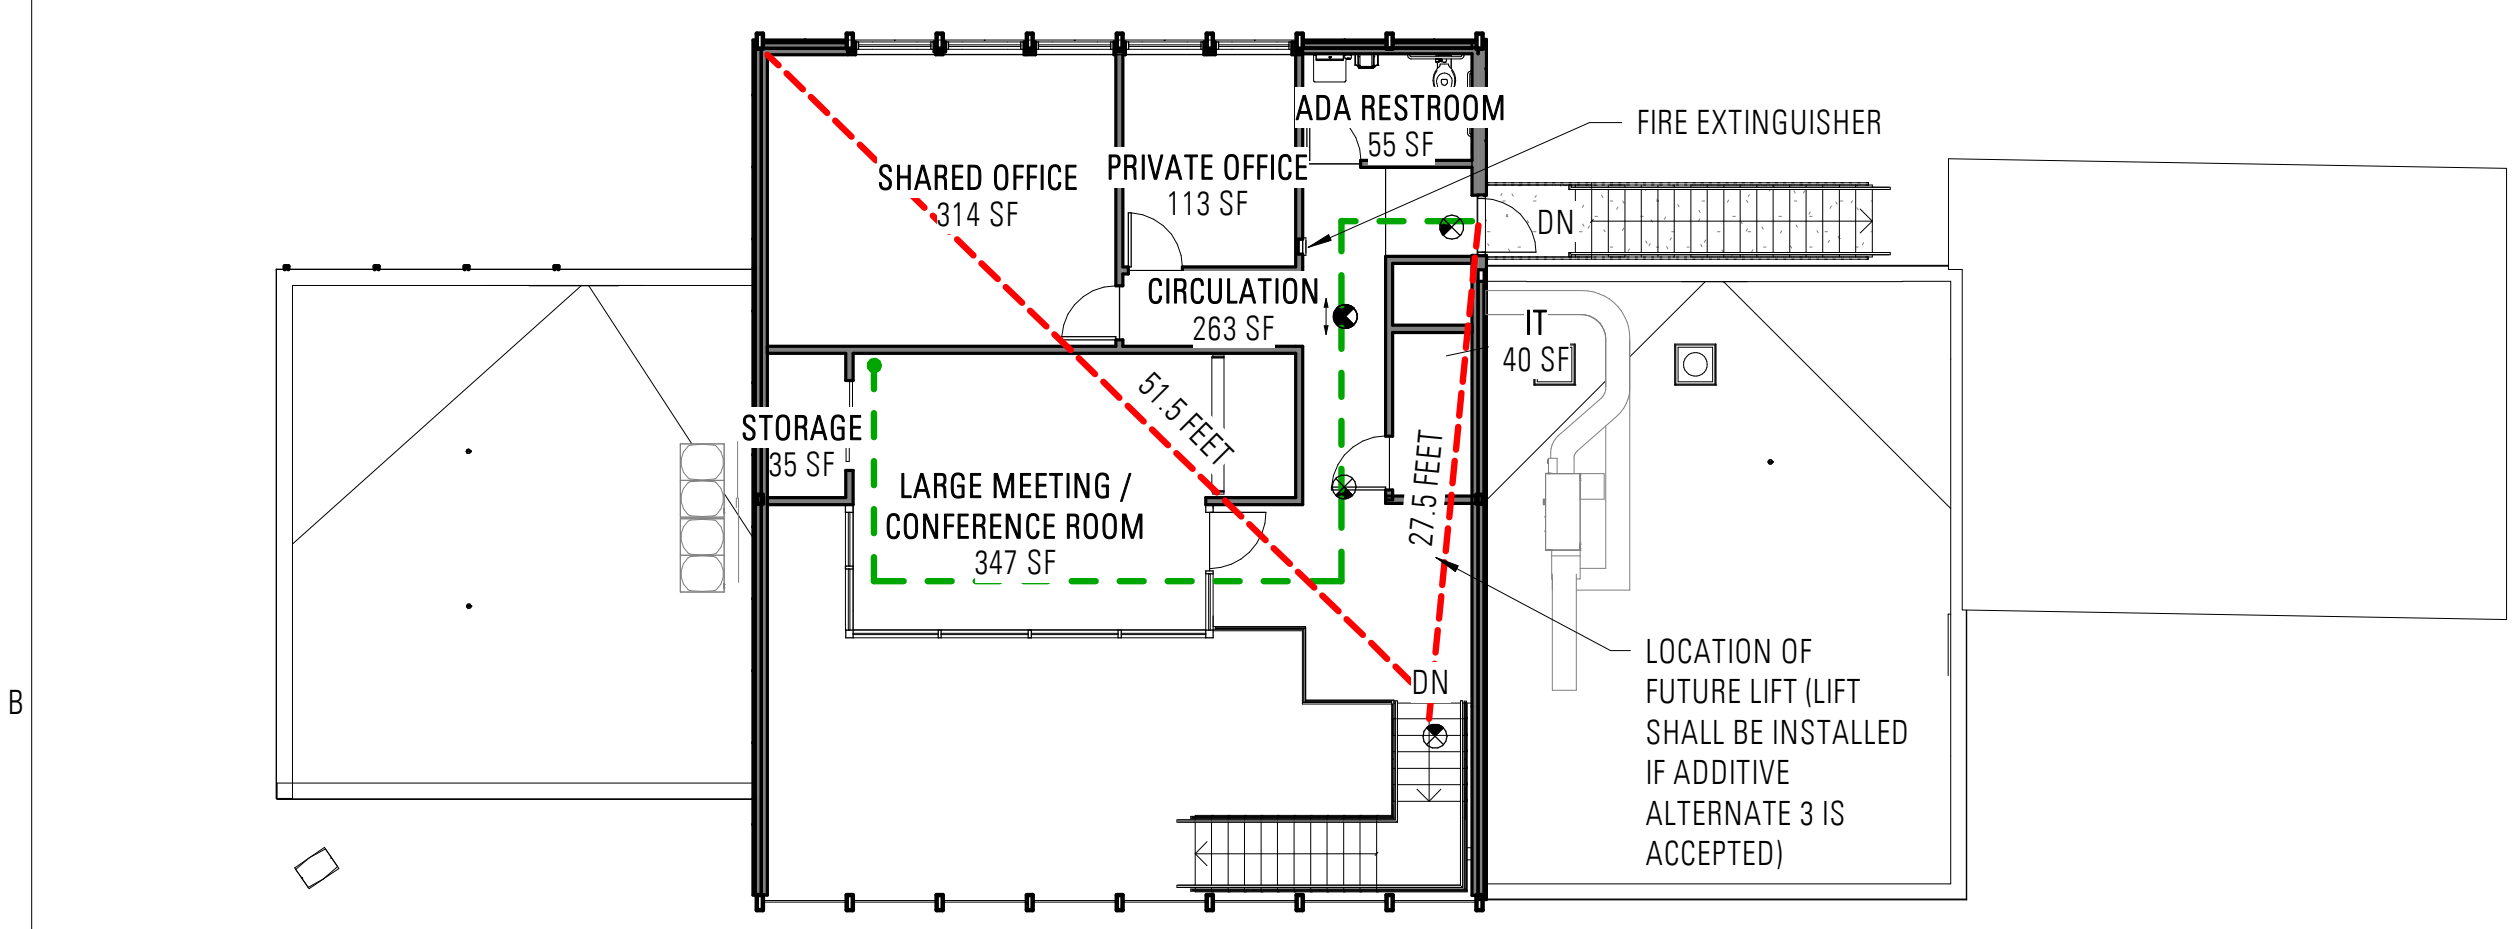 ADA RESTROOM
55 SF
FIRE EXTINGUISHER
SHARED OFFICE
314 SF
PRIVATE OFFICE
113 SF
DN
CIRCULATION
263 SF
IT
40 SF
51.5 FEET
STORAGE
35 SF
27.5 FEET
LARGE MEETING /
CONFERENCE ROOM
347 SF
DN
LOCATION OF
FUTURE LIFT (LIFT
SHALL BE INSTALLED
IF ADDITIVE
ALTERNATE 3 IS
ACCEPTED)
B